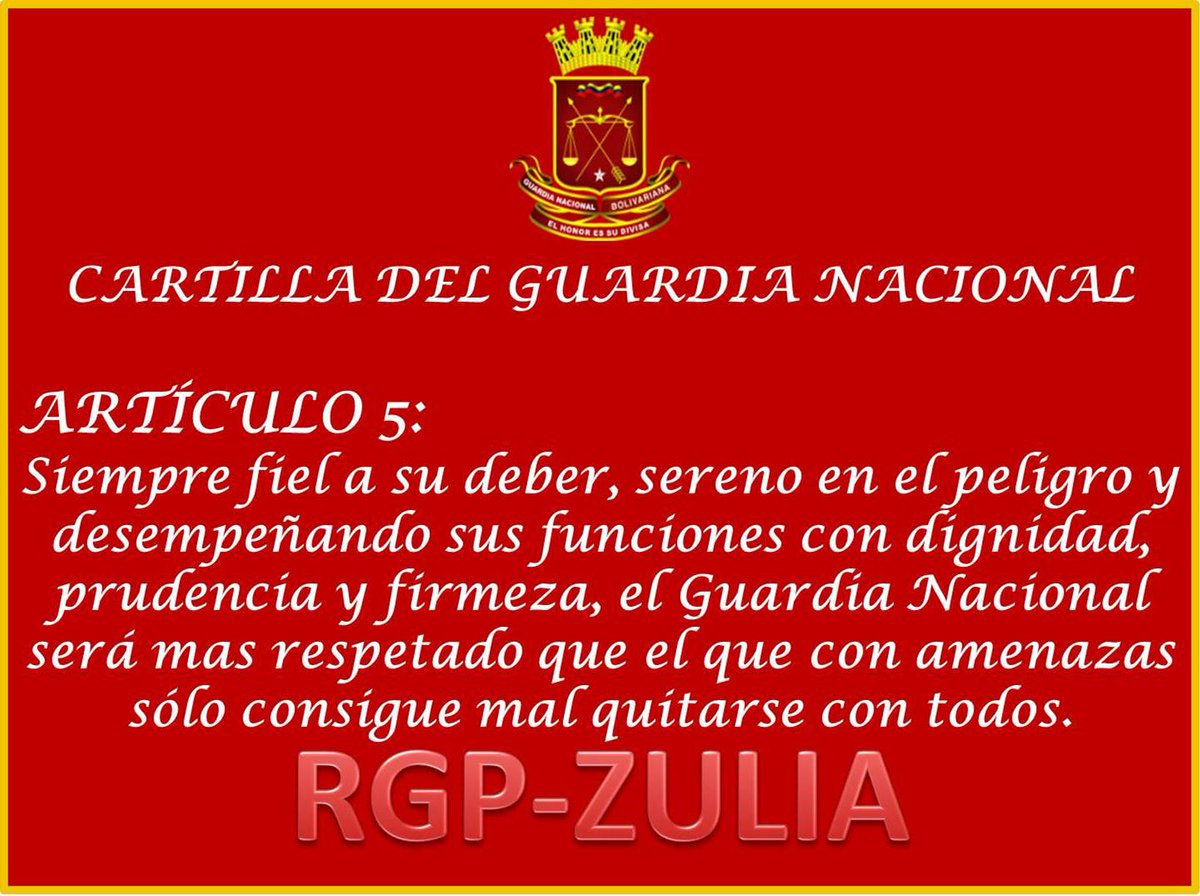 GUARDIA NACIONAL BOLIVARIANA
EL HONOR ES SU DIVISA
CARTILLA DEL GUARDIA NACIONAL
ARTÍCULO 5:
Siempre fiel a su deber, sereno en el peligro y
desempeñando sus funciones con dignidad,
prudencia y firmeza, el Guardia Nacional
será mas respetado que el que con amenazas
sólo consigue mal quitarse con todos.
RGP-ZULIA